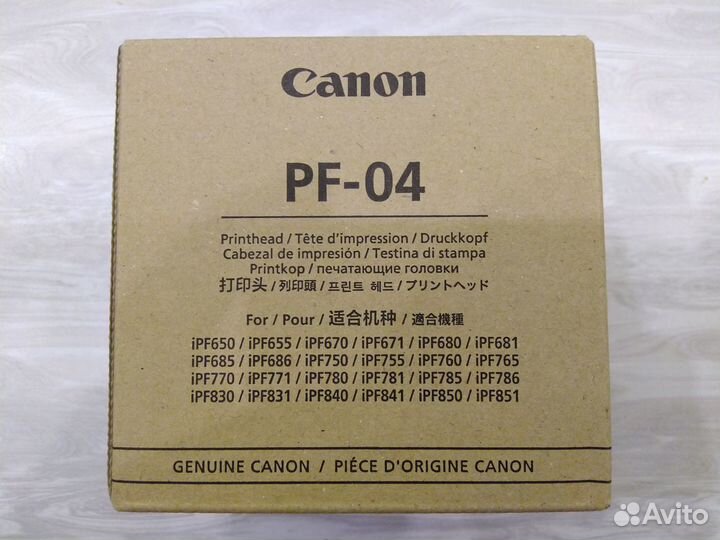 Canon
PF-04
Printhead / Tête d'impression / Druckkopf
Cabezal de impresión / Testina di stampa
Printkop / печатающие головки
打印头 / 列印頭 / 프린트 헤드 / プリントヘッド
For / Pour / 适合机种 / 適合機種
iPF650 / iPF655 / iPF670 / iPF671 / iPF680 / iPF681
iPF685 / iPF686 / iPF750 / iPF755 / iPF760 / iPF765
iPF770 / iPF771 / iPF780 / iPF781 / iPF785 / iPF786
iPF830 / iPF831 / iPF840 / iPF841 / iPF850 / iPF851
GENUINE CANON / PIÉCE D'ORIGINE CANON
Avito